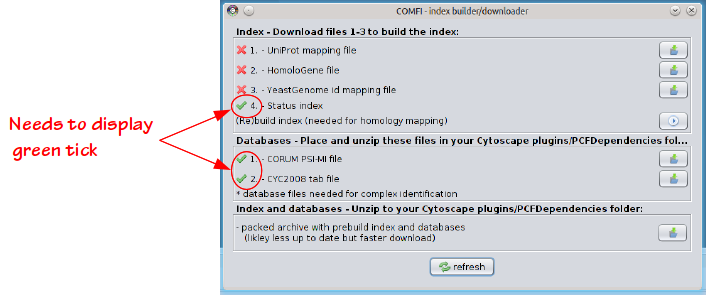 COMFI - index builder/downloader
Index - Download files 1-3 to build the index:
1. - UniProt mapping file
2. - HomoloGene file
3. - YeastGenome id mapping file
4. - Status index
(Re)build index (needed for homology mapping)
Needs to display
green tick
Databases - Place and unzip these files in your Cytoscape plugins/PCFDependencies fol...
1. - CORUM PSI-MI file
2. - CYC2008 tab file
* database files needed for complex identification
Index and databases - Unzip to your Cytoscape plugins/PCFDependencies folder:
- packed archive with prebuild index and databases
(likley less up to date but faster download)
refresh